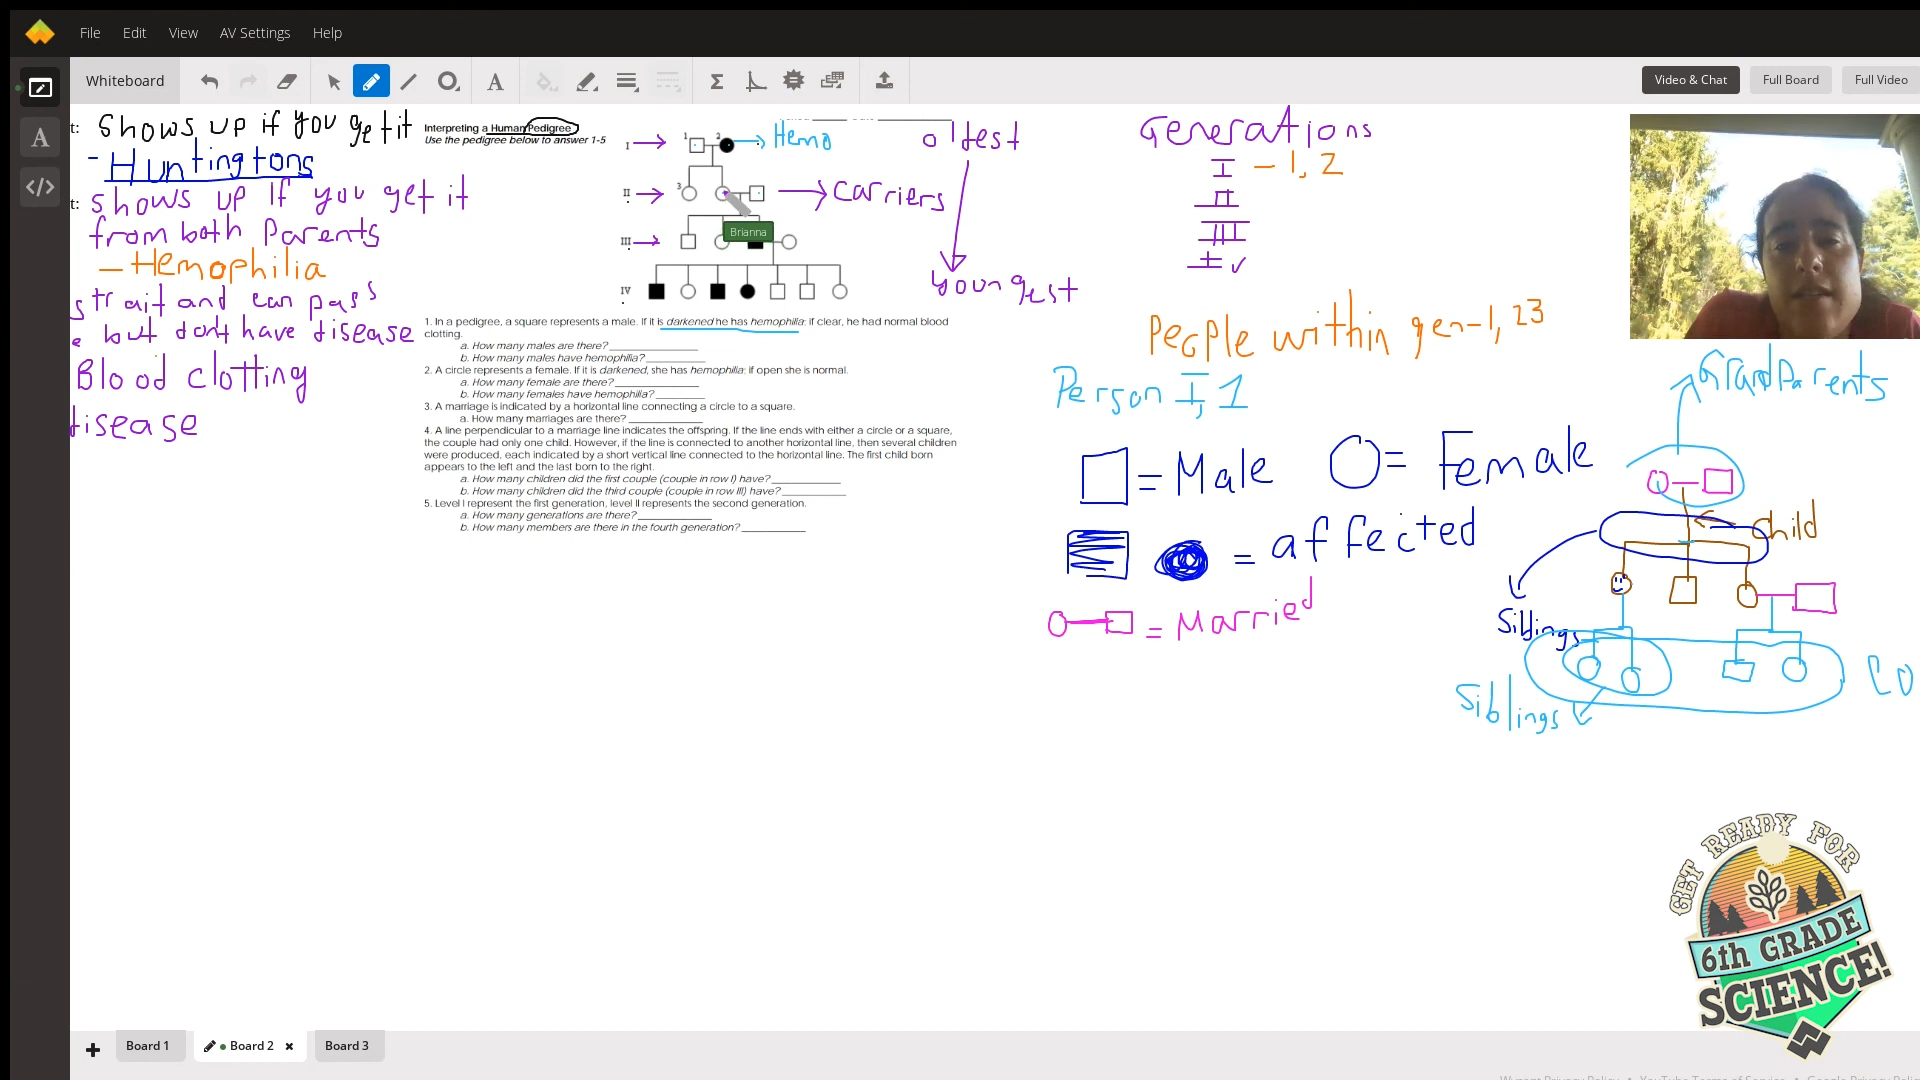 File Edit View AV Settings Help
Whiteboard
Video & Chat Full Board Full Video
t: Shows up if you get it
- Huntingtons
t: Shows up If you get it
from both Parents
- Hemophilia
s trait and can pass
but dont have disease
Blood clotting
disease
Interpreting a Human Pedigree
Use the pedigree below to answer 1-5
I 1 2 Hemo
II 3 Carriers
Brianna
III
IV
oldest
youngest
1. In a pedigree, a square represents a male. If it is darkened he has hemophilia; if clear, he had normal blood
clotting.
a. How many males are there?
b. How many males have hemophilia?
2. A circle represents a female. If it is darkened, she has hemophilia; if open she is normal.
a. How many female are there?
b. How many females have hemophilia?
3. A marriage is indicated by a horizontal line connecting a circle to a square.
a. How many marriages are there?
4. A line perpendicular to a marriage line indicates the offspring. If the line ends with either a circle or a square,
the couple had only one child. However, if the line is connected to another horizontal line, then several children
were produced, each indicated by a short vertical line connected to the horizontal line. The first child born
appears to the left and the last born to the right.
a. How many children did the first couple (couple in row I) have?
b. How many children did the third couple (couple in row III) have?
5. Level I represent the first generation, level II represents the second generation.
a. How many generations are there?
b. How many members are there in the fourth generation?
Generations
I - 1, 2
II
III
IV
People within gen-1, 23
Person I, 1
= Male = Female
= affected
= Married
Grandparents
child
Siblings
Siblings
GET READY FOR
6th GRADE
SCIENCE!
Board 1 Board 2 Board 3